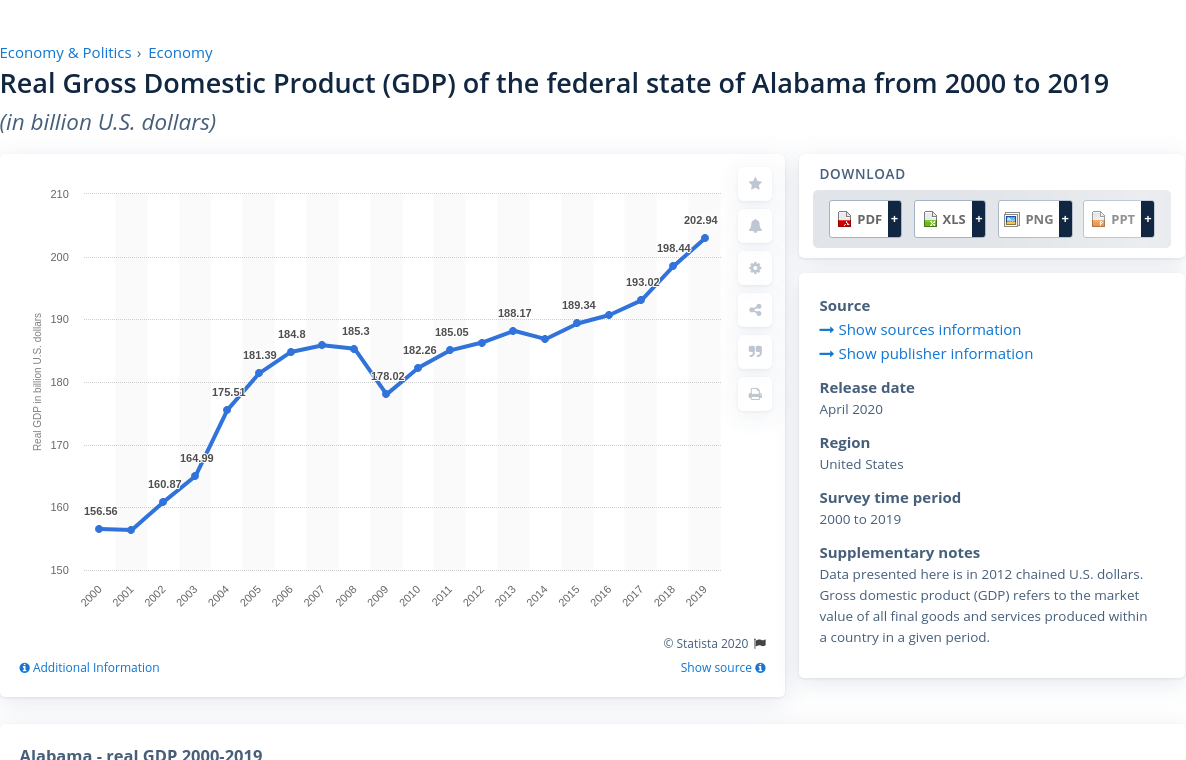 Economy & Politics › Economy
Real Gross Domestic Product (GDP) of the federal state of Alabama from 2000 to 2019
(in billion U.S. dollars)
210
200
190
180
170
160
150
Real GDP in billion U.S. dollars
156.56
160.87
164.99
175.51
181.39
184.8
185.3
178.02
182.26
185.05
188.17
189.34
193.02
198.44
202.94
2000
2001
2002
2003
2004
2005
2006
2007
2008
2009
2010
2011
2012
2013
2014
2015
2016
2017
2018
2019
© Statista 2020
Additional Information
Show source
DOWNLOAD
PDF +
XLS +
PNG +
PPT +
Source
Show sources information
Show publisher information
Release date
April 2020
Region
United States
Survey time period
2000 to 2019
Supplementary notes
Data presented here is in 2012 chained U.S. dollars.
Gross domestic product (GDP) refers to the market
value of all final goods and services produced within
a country in a given period.
Alabama - real GDP 2000-2019